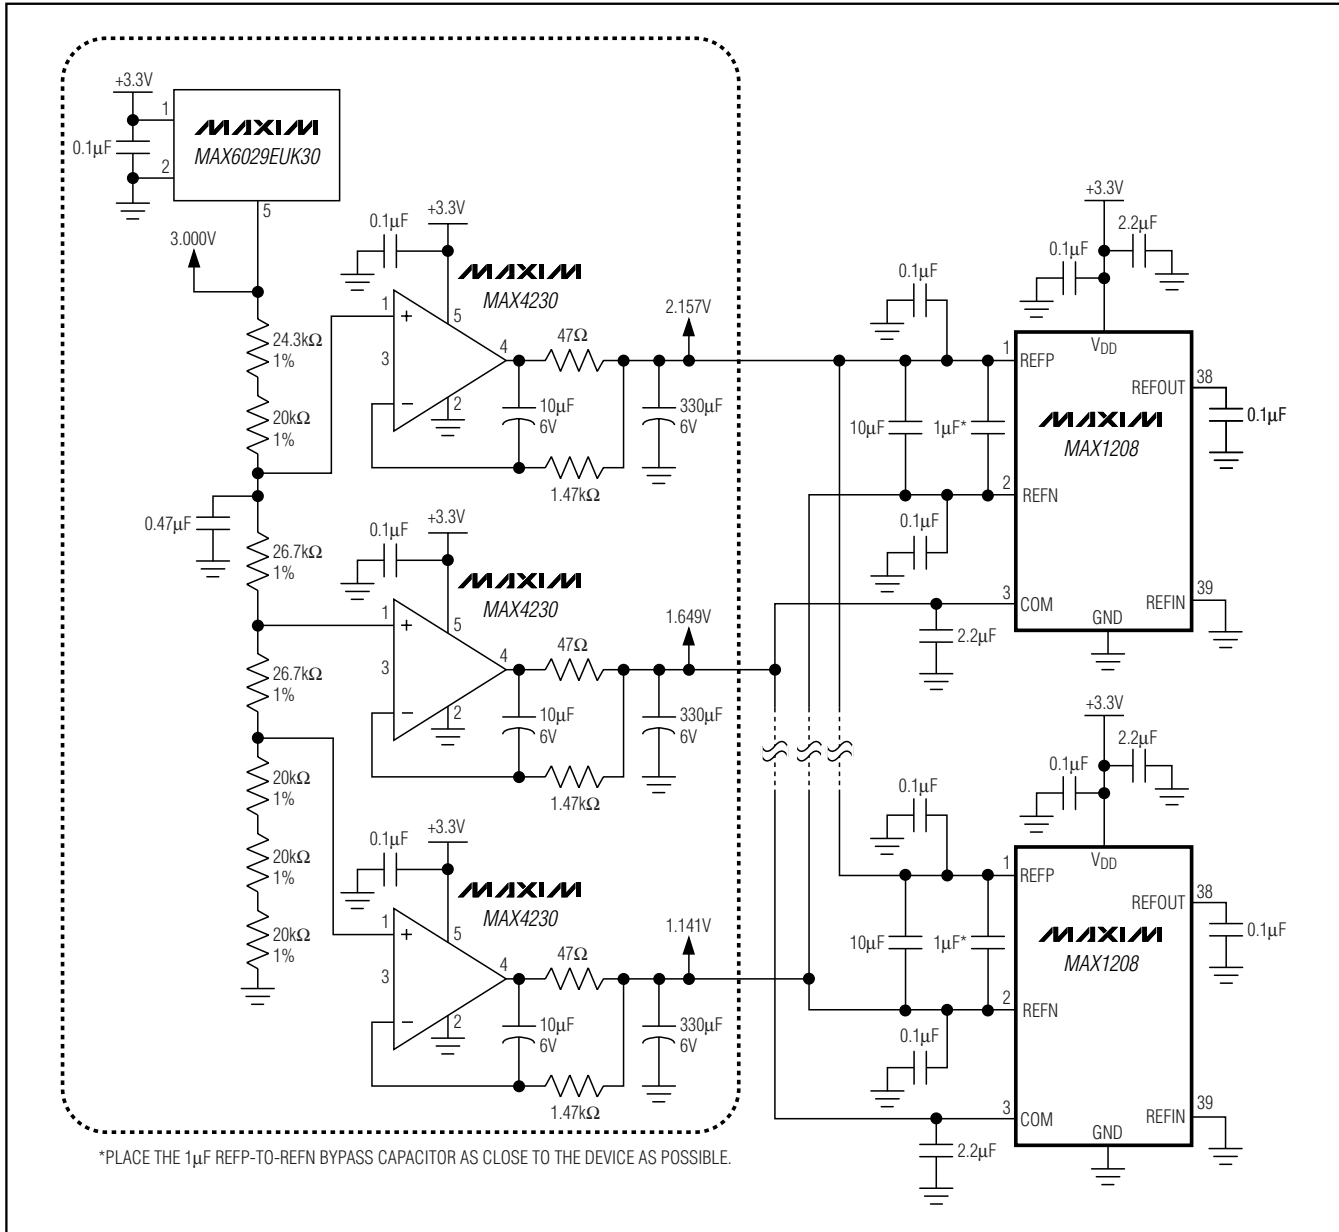 +3.3V
1
0.1µF
2
MAXIM
MAX6029EUK30
5
3.000V
24.3kΩ
1%
20kΩ
1%
0.47µF
26.7kΩ
1%
26.7kΩ
1%
20kΩ
1%
20kΩ
1%
20kΩ
1%
+3.3V
0.1µF
MAXIM
MAX4230
1
+
3
−
5
2
4
47Ω
10µF
6V
1.47kΩ
330µF
6V
2.157V
+3.3V
0.1µF
MAXIM
MAX4230
1
+
3
−
5
2
4
47Ω
10µF
6V
1.47kΩ
330µF
6V
1.649V
+3.3V
0.1µF
MAXIM
MAX4230
1
+
3
−
5
2
4
47Ω
10µF
6V
1.47kΩ
330µF
6V
1.141V
+3.3V
2.2µF
0.1µF
0.1µF
VDD
1
REFP
REFOUT
38
0.1µF
10µF
1µF*
MAXIM
MAX1208
2
REFN
0.1µF
3
COM
2.2µF
GND
REFIN
39
+3.3V
2.2µF
0.1µF
0.1µF
VDD
1
REFP
REFOUT
38
0.1µF
10µF
1µF*
MAXIM
MAX1208
2
REFN
0.1µF
3
COM
2.2µF
GND
REFIN
39
*PLACE THE 1µF REFP-TO-REFN BYPASS CAPACITOR AS CLOSE TO THE DEVICE AS POSSIBLE.